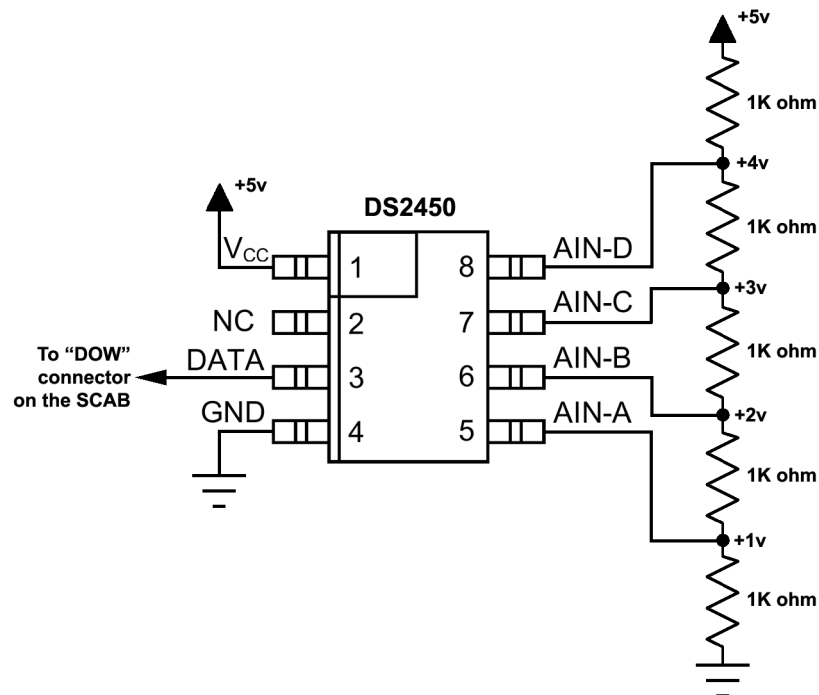 +5v
1K ohm
+4v
+5v
DS2450
1K ohm
VCC
1
8
AIN-D
+3v
NC
2
7
AIN-C
To “DOW”
connector
on the SCAB
DATA
3
6
AIN-B
1K ohm
GND
4
5
AIN-A
+2v
1K ohm
+1v
1K ohm